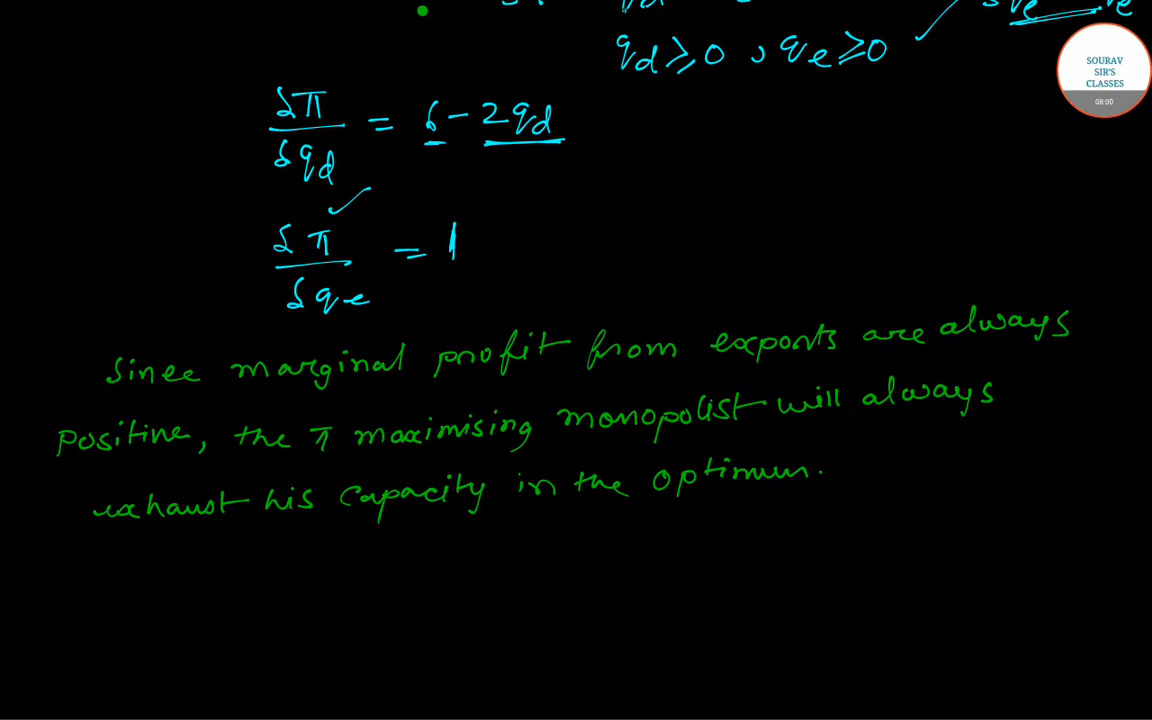 qd ≥ 0 , qe ≥ 0
SOURAV
SIR'S
CLASSES
08:00
δπ/δqd = 6 - 2qd
δπ/δqe = 1
Since marginal profit from exports are always
positive, the π maximising monopolist will always
exhaust his capacity in the optimum.